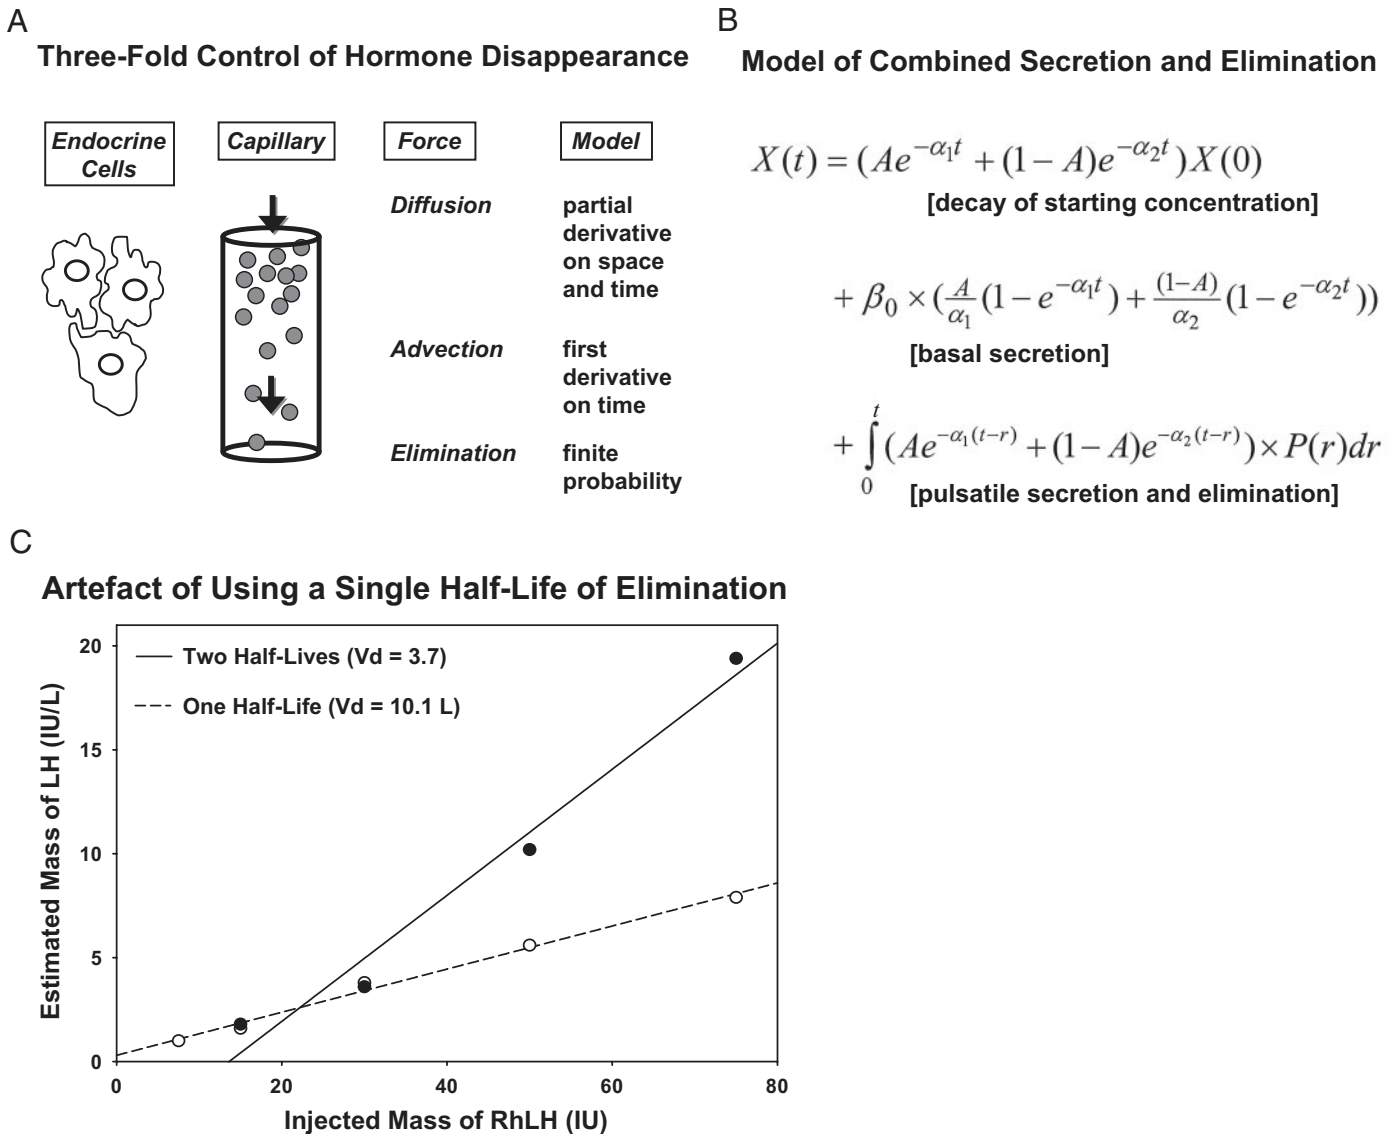 A
Three-Fold Control of Hormone Disappearance
Endocrine
Cells
Capillary
Force
Model
Diffusion
partial
derivative
on space
and time
Advection
first
derivative
on time
Elimination
finite
probability
B
Model of Combined Secretion and Elimination
X(t) = (Ae^{-α₁t} + (1 − A)e^{-α₂t})X(0)
[decay of starting concentration]
+ β₀ × (A/α₁ (1 − e^{-α₁t}) + (1−A)/α₂ (1 − e^{-α₂t}))
[basal secretion]
+ ∫₀ᵗ (Ae^{-α₁(t−r)} + (1 − A)e^{-α₂(t−r)}) × P(r)dr
[pulsatile secretion and elimination]
C
Artefact of Using a Single Half-Life of Elimination
Two Half-Lives (Vd = 3.7)
One Half-Life (Vd = 10.1 L)
Estimated Mass of LH (IU/L)
20
15
10
5
0
0 20 40 60 80
Injected Mass of RhLH (IU)